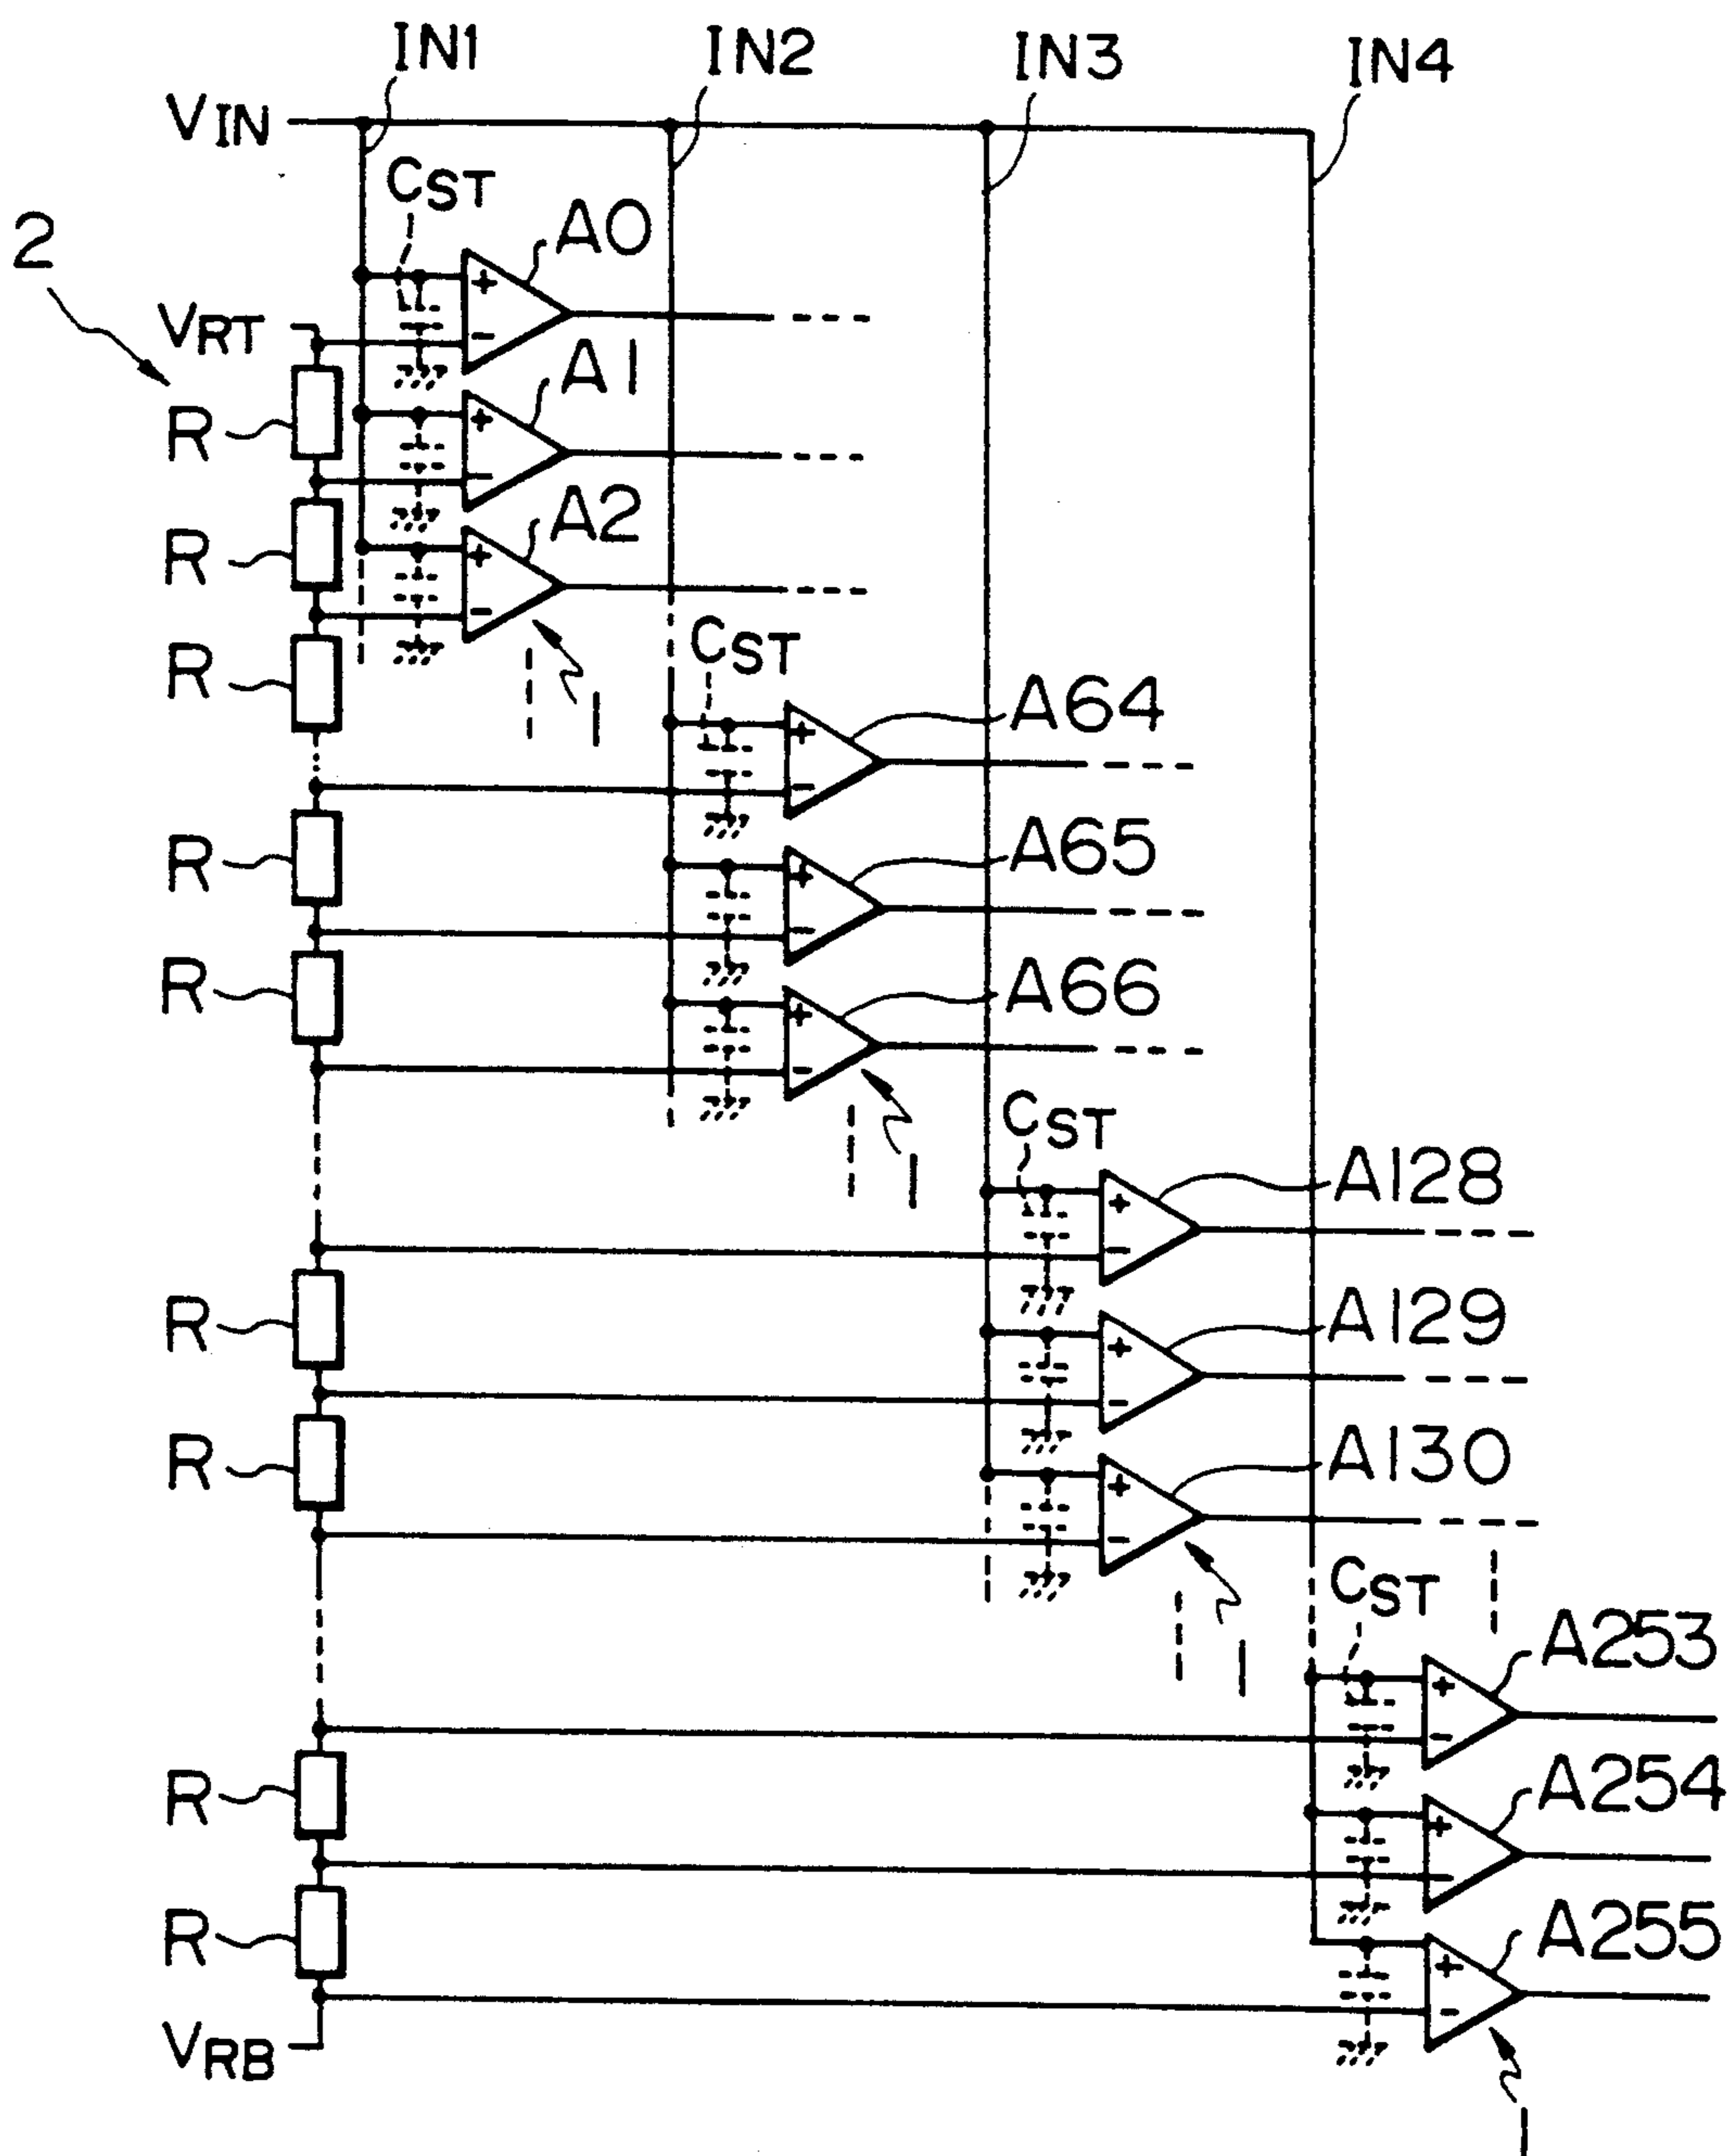 IN1 IN2 IN3 IN4
VIN
CST
A0
2
VRT
+
-
A1
R
+
-
A2
R
+
-
R
CST
1
A64
+
-
R
A65
+
-
R
A66
+
-
CST
1
A128
+
-
R
A129
+
-
R
A130
+
-
CST
1
A253
+
-
R
A254
+
-
R
A255
+
-
VRB
1